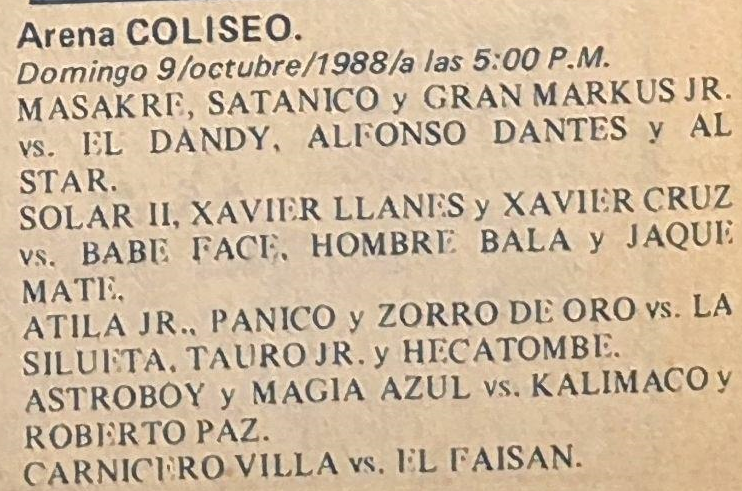 Arena COLISEO.
Domingo 9/octubre/1988/a las 5:00 P.M.
MASAKRE, SATANICO y GRAN MARKUS JR.
vs. EL DANDY, ALFONSO DANTES y AL
STAR.
SOLAR II, XAVIER LLANES y XAVIER CRUZ
vs. BABE FACE, HOMBRE BALA y JAQUE
MATE.
ATILA JR., PANICO y ZORRO DE ORO vs. LA
SILUETA, TAURO JR. y HECATOMBE.
ASTROBOY y MAGIA AZUL vs. KALIMACO y
ROBERTO PAZ.
CARNICERO VILLA vs. EL FAISAN.